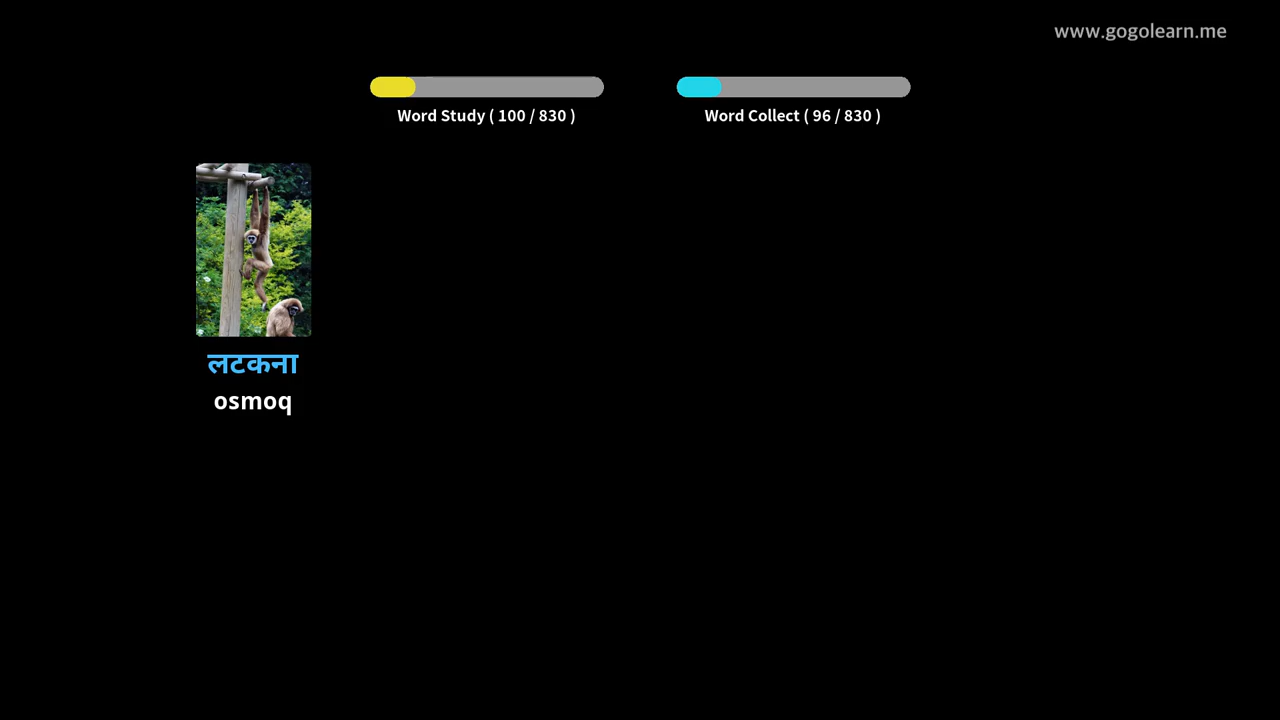 www.gogolearn.me
Word Study ( 100 / 830 )
Word Collect ( 96 / 830 )
लटकना
osmoq